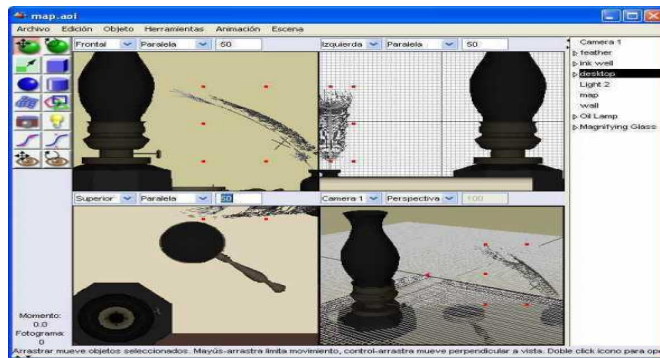 map.aoi
Archivo Edición Objeto Herramientas Animación Escena
Frontal Paralela 50 Izquierda Paralela 50
Camera 1
feather
ink well
desktop
Light 2
map
wall
Oil Lamp
Magnifying Glass
Superior Paralela 50 Camera 1 Perspectiva 100
Momento:
0.0
Fotograma:
0
Arrastrar mueve objetos seleccionados. Mayús-arrastra limita movimiento, control-arrastra mueve perpendicular a vista. Doble click icono para op